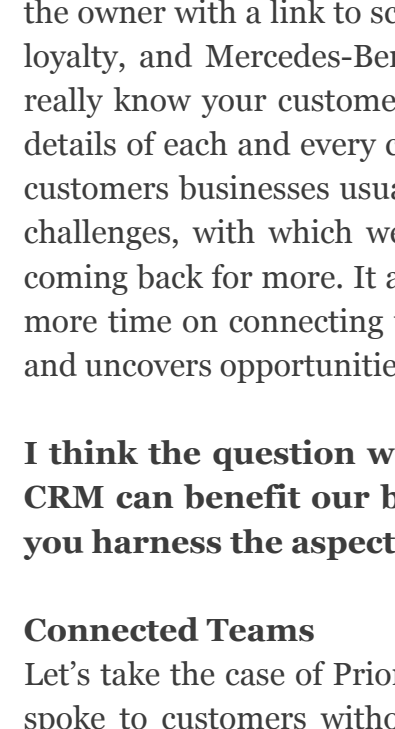 the owner with a link to
loyalty, and Mercedes-Ben
really know your custome
details of each and every
customers businesses usua
challenges, with which we
coming back for more. It a
more time on connecting
and uncovers opportunitie
I think the question w
CRM can benefit our b
you harness the aspect
Connected Teams
Let's take the case of Prior
spoke to customers witho